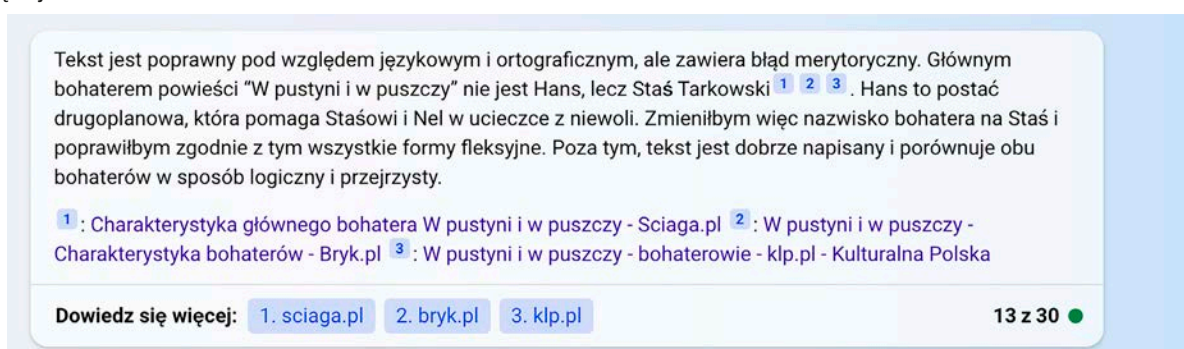 Tekst jest poprawny pod względem językowym i ortograficznym, ale zawiera błąd merytoryczny. Głównym
bohaterem powieści “W pustyni i w puszczy” nie jest Hans, lecz Staś Tarkowski 1 2 3 . Hans to postać
drugoplanowa, która pomaga Stasowi i Nel w ucieczce z niewoli. Zmieniłbym więc nazwisko bohatera na Staś i
poprawiłbym zgodnie z tym wszystkie formy fleksyjne. Poza tym, tekst jest dobrze napisany i porównuje obu
bohaterów w sposób logiczny i przejrzysty.
1 : Charakterystyka głównego bohatera W pustyni i w puszczy - Sciaga.pl 2 : W pustyni i w puszczy -
Charakterystyka bohaterów - Bryk.pl 3 : W pustyni i w puszczy - bohaterowie - klp.pl - Kulturalna Polska
Dowiedz się więcej: 1. sciaga.pl 2. bryk.pl 3. klp.pl 13 z 30